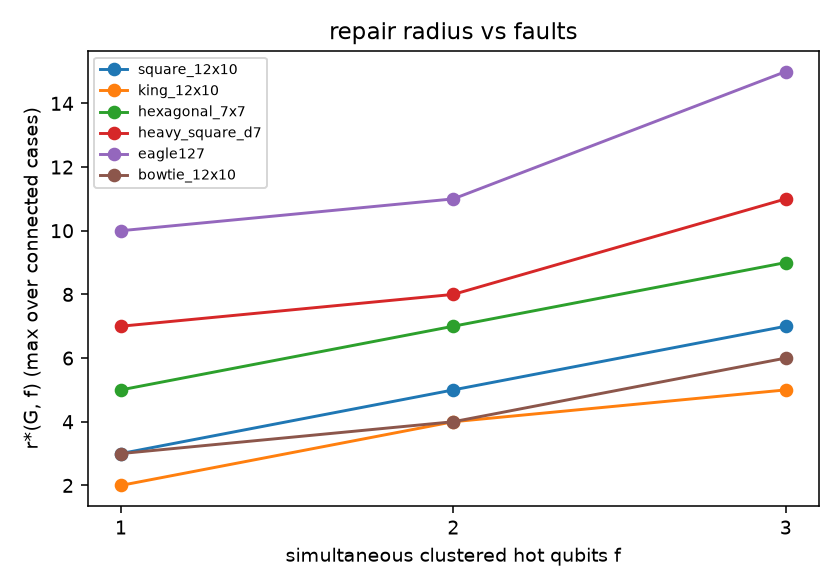 repair radius vs faults
r*(G, f) (max over connected cases)
14
12
10
8
6
4
2
square_12x10
king_12x10
hexagonal_7x7
heavy_square_d7
eagle127
bowtie_12x10
1
2
3
simultaneous clustered hot qubits f